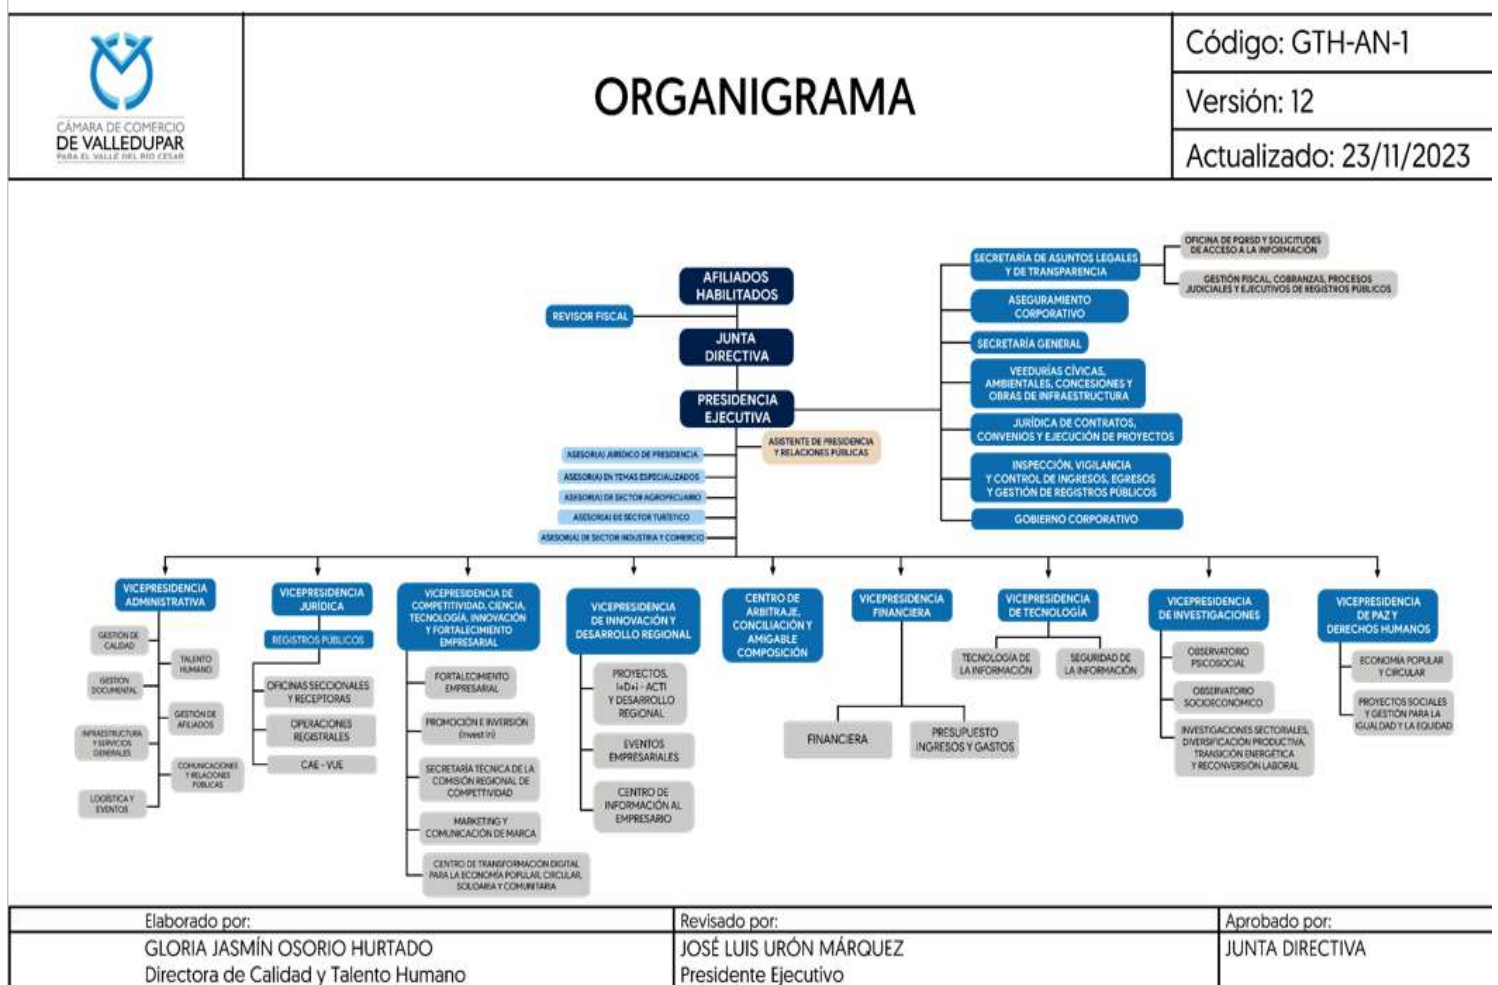 CÁMARA DE COMERCIO
DE VALLEDUPAR
PARA EL VALLE DEL RÍO CESAR
ORGANIGRAMA
Código: GTH-AN-1
Versión: 12
Actualizado: 23/11/2023
AFILIADOS
HABILITADOS
REVISOR FISCAL
JUNTA
DIRECTIVA
PRESIDENCIA
EJECUTIVA
ASISTENTE DE PRESIDENCIA
Y RELACIONES PÚBLICAS
ASESOR(A) JURÍDICO DE PRESIDENCIA
ASESOR(A) EN TEMAS ESPECIALIZADOS
ASESOR(A) DE SECTOR AGROPECUARIO
ASESOR(A) DE SECTOR TURÍSTICO
ASESOR(A) DE SECTOR INDUSTRIA Y COMERCIO
SECRETARÍA DE ASUNTOS LEGALES
Y DE TRANSPARENCIA
OFICINA DE PQRSD Y SOLICITUDES
DE ACCESO A LA INFORMACIÓN
GESTIÓN FISCAL, COBRANZAS, PROCESOS
JUDICIALES Y EJECUTIVOS DE REGISTROS PÚBLICOS
ASEGURAMIENTO
CORPORATIVO
SECRETARÍA GENERAL
VEEDURÍAS CÍVICAS,
AMBIENTALES, CONCESIONES Y
OBRAS DE INFRAESTRUCTURA
JURÍDICA DE CONTRATOS,
CONVENIOS Y EJECUCIÓN DE PROYECTOS
INSPECCIÓN, VIGILANCIA
Y CONTROL DE INGRESOS, EGRESOS
Y GESTIÓN DE REGISTROS PÚBLICOS
GOBIERNO CORPORATIVO
VICEPRESIDENCIA
ADMINISTRATIVA
GESTIÓN DE
CALIDAD
TALENTO
HUMANO
GESTIÓN
DOCUMENTAL
GESTIÓN DE
AFILIADOS
INFRAESTRUCTURA
Y SERVICIOS
GENERALES
COMUNICACIONES
Y RELACIONES
PÚBLICAS
LOGÍSTICA Y
EVENTOS
VICEPRESIDENCIA
JURÍDICA
REGISTROS PÚBLICOS
OFICINAS SECCIONALES
Y RECEPTORAS
OPERACIONES
REGISTRALES
CAE - VUE
VICEPRESIDENCIA DE
COMPETITIVIDAD, CIENCIA,
TECNOLOGÍA, INNOVACIÓN
Y FORTALECIMIENTO
EMPRESARIAL
FORTALECIMIENTO
EMPRESARIAL
PROMOCIÓN E INVERSIÓN
(Invest In)
SECRETARÍA TÉCNICA DE LA
COMISIÓN REGIONAL DE
COMPETTIVIDAD
MARKETING Y
COMUNICACIÓN DE MARCA
CENTRO DE TRANSFORMACIÓN DIGITAL
PARA LA ECONOMÍA POPULAR, CIRCULAR,
SOLIDARIA Y COMUNITARIA
VICEPRESIDENCIA
DE INNOVACIÓN Y
DESARROLLO REGIONAL
PROYECTOS,
I+D+i - ACTI
Y DESARROLLO
REGIONAL
EVENTOS
EMPRESARIALES
CENTRO DE
INFORMACIÓN AL
EMPRESARIO
CENTRO DE
ARBITRAJE,
CONCILIACIÓN Y
AMIGABLE
COMPOSICIÓN
VICEPRESIDENCIA
FINANCIERA
FINANCIERA
PRESUPUESTO
INGRESOS Y GASTOS
VICEPRESIDENCIA
DE TECNOLOGÍA
TECNOLOGÍA DE
LA INFORMACIÓN
SEGURIDAD DE
LA INFORMACIÓN
VICEPRESIDENCIA
DE INVESTIGACIONES
OBSERVATORIO
PSICOSOCIAL
OBSERVATORIO
SOCIOECONÓMICO
INVESTIGACIONES SECTORIALES,
DIVERSIFICACIÓN PRODUCTIVA,
TRANSICIÓN ENERGÉTICA
Y RECONVERSIÓN LABORAL
VICEPRESIDENCIA
DE PAZ Y
DERECHOS HUMANOS
ECONOMÍA POPULAR
Y CIRCULAR
PROYECTOS SOCIALES
Y GESTIÓN PARA LA
IGUALDAD Y LA EQUIDAD
Elaborado por:
GLORIA JASMÍN OSORIO HURTADO
Directora de Calidad y Talento Humano
Revisado por:
JOSÉ LUIS URÓN MÁRQUEZ
Presidente Ejecutivo
Aprobado por:
JUNTA DIRECTIVA